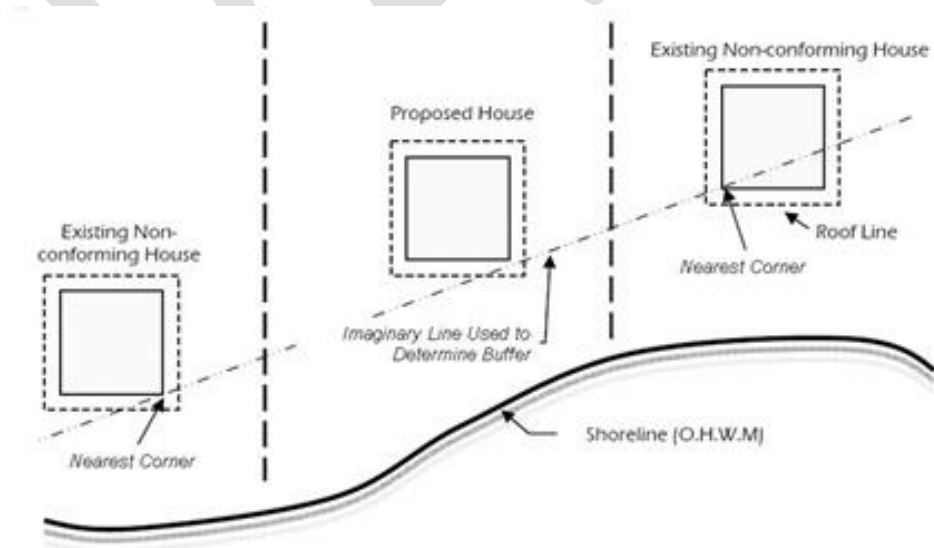 Existing Non-conforming House
Proposed House
Existing Non-
conforming House
Roof Line
Nearest Corner
Imaginary Line Used to
Determine Buffer
Shoreline (O.H.W.M)
Nearest Corner